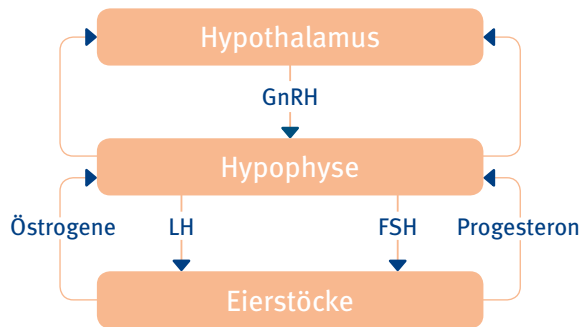 Hypothalamus
GnRH
Hypophyse
Östrogene LH FSH Progesteron
Eierstöcke